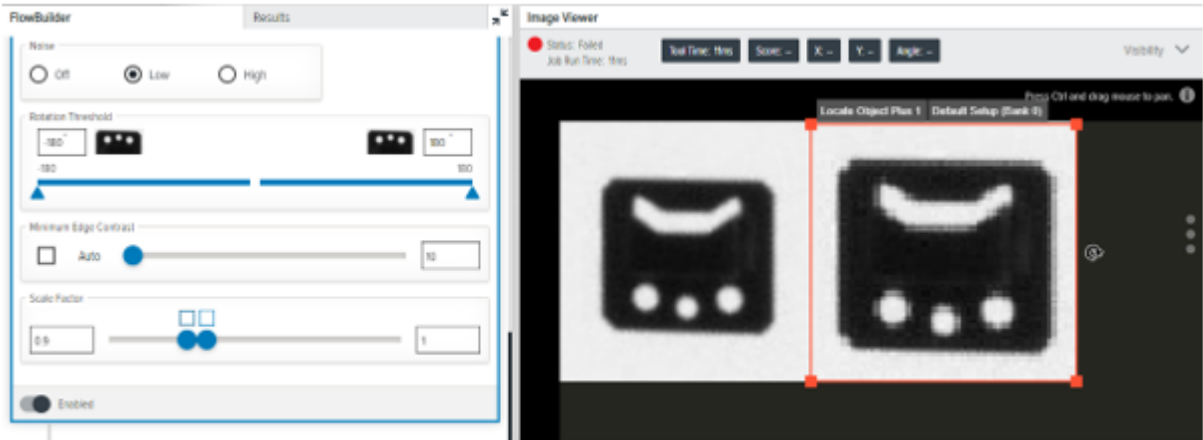 FlowBuilder
Results
Noise
Off
Low
High
Rotation Threshold
-180°
180°
-180
180
Minimum Edge Contrast
Auto
10
Scale Factor
0.9
1
Enabled
Image Viewer
Status: Failed
Job Run Time: 11ms
Tool Time: 11ms
Score: --
X: --
Y: --
Angle: --
Visibility
Press Ctrl and drag mouse to pan.
Locate Object Plus 1
Default Setup (Bank 0)